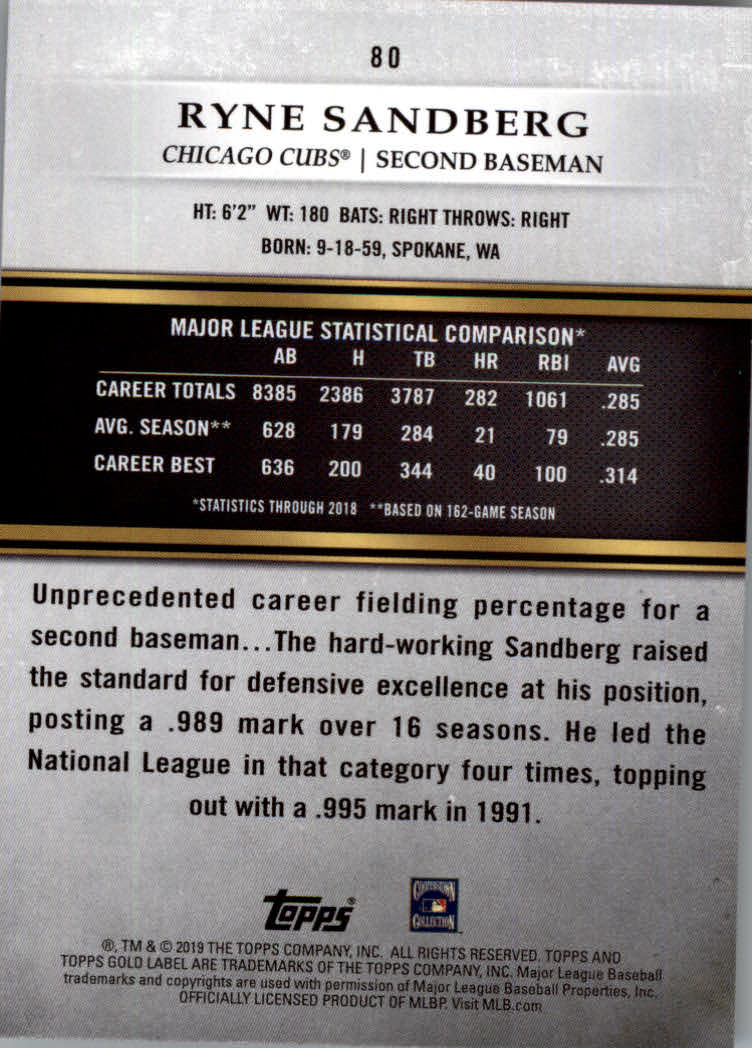 80
RYNE SANDBERG
CHICAGO CUBS® | SECOND BASEMAN
HT: 6'2" WT: 180 BATS: RIGHT THROWS: RIGHT
BORN: 9-18-59, SPOKANE, WA
MAJOR LEAGUE STATISTICAL COMPARISON*
AB H TB HR RBI AVG
CAREER TOTALS 8385 2386 3787 282 1061 .285
AVG. SEASON** 628 179 284 21 79 .285
CAREER BEST 636 200 344 40 100 .314
*STATISTICS THROUGH 2018 **BASED ON 162-GAME SEASON
Unprecedented career fielding percentage for a
second baseman...The hard-working Sandberg raised
the standard for defensive excellence at his position,
posting a .989 mark over 16 seasons. He led the
National League in that category four times, topping
out with a .995 mark in 1991.
Topps® COOPERSTOWN COLLECTION
®, TM & © 2019 THE TOPPS COMPANY, INC. ALL RIGHTS RESERVED. TOPPS AND
TOPPS GOLD LABEL ARE TRADEMARKS OF THE TOPPS COMPANY, INC. Major League Baseball
trademarks and copyrights are used with permission of Major League Baseball Properties, Inc.
OFFICIALLY LICENSED PRODUCT OF MLBP. Visit MLB.com